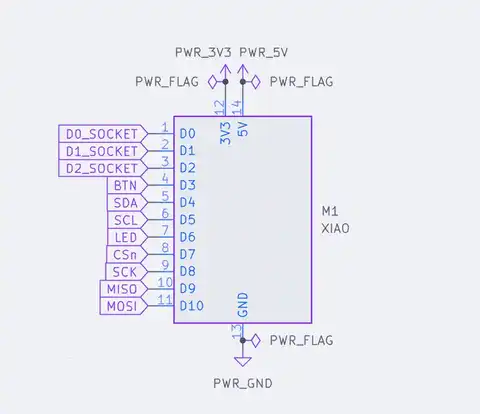 PWR_3V3 PWR_5V
PWR_FLAG PWR_FLAG
12 14
3V3 5V
D0_SOCKET 1 D0
D1_SOCKET 2 D1
D2_SOCKET 3 D2
BTN 4 D3
SDA 5 D4
SCL 6 D5
LED 7 D6
CSn 8 D7
SCK 9 D8
MISO 10 D9
MOSI 11 D10
M1
XIAO
GND
13
PWR_FLAG
PWR_GND